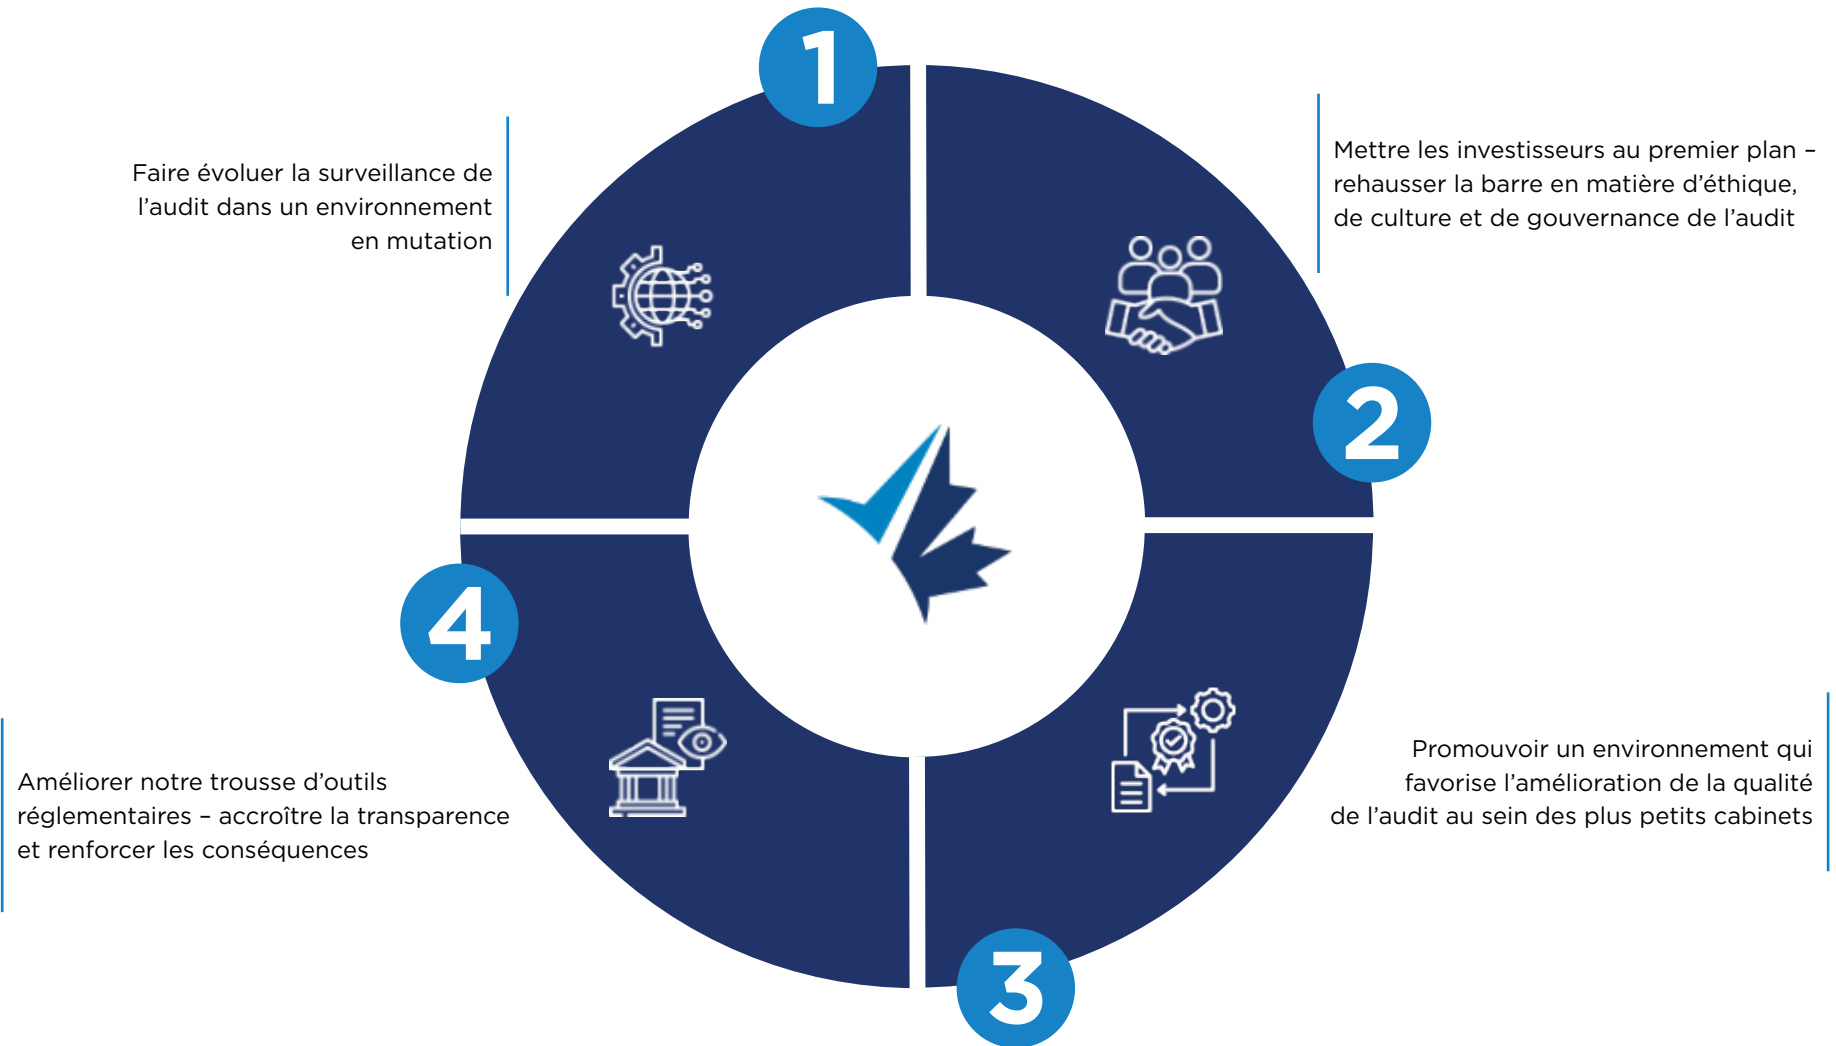 1
Faire évoluer la surveillance de
l’audit dans un environnement
en mutation
2
Mettre les investisseurs au premier plan –
rehausser la barre en matière d’éthique,
de culture et de gouvernance de l’audit
3
Promouvoir un environnement qui
favorise l’amélioration de la qualité
de l’audit au sein des plus petits cabinets
4
Améliorer notre trousse d’outils
réglementaires – accroître la transparence
et renforcer les conséquences